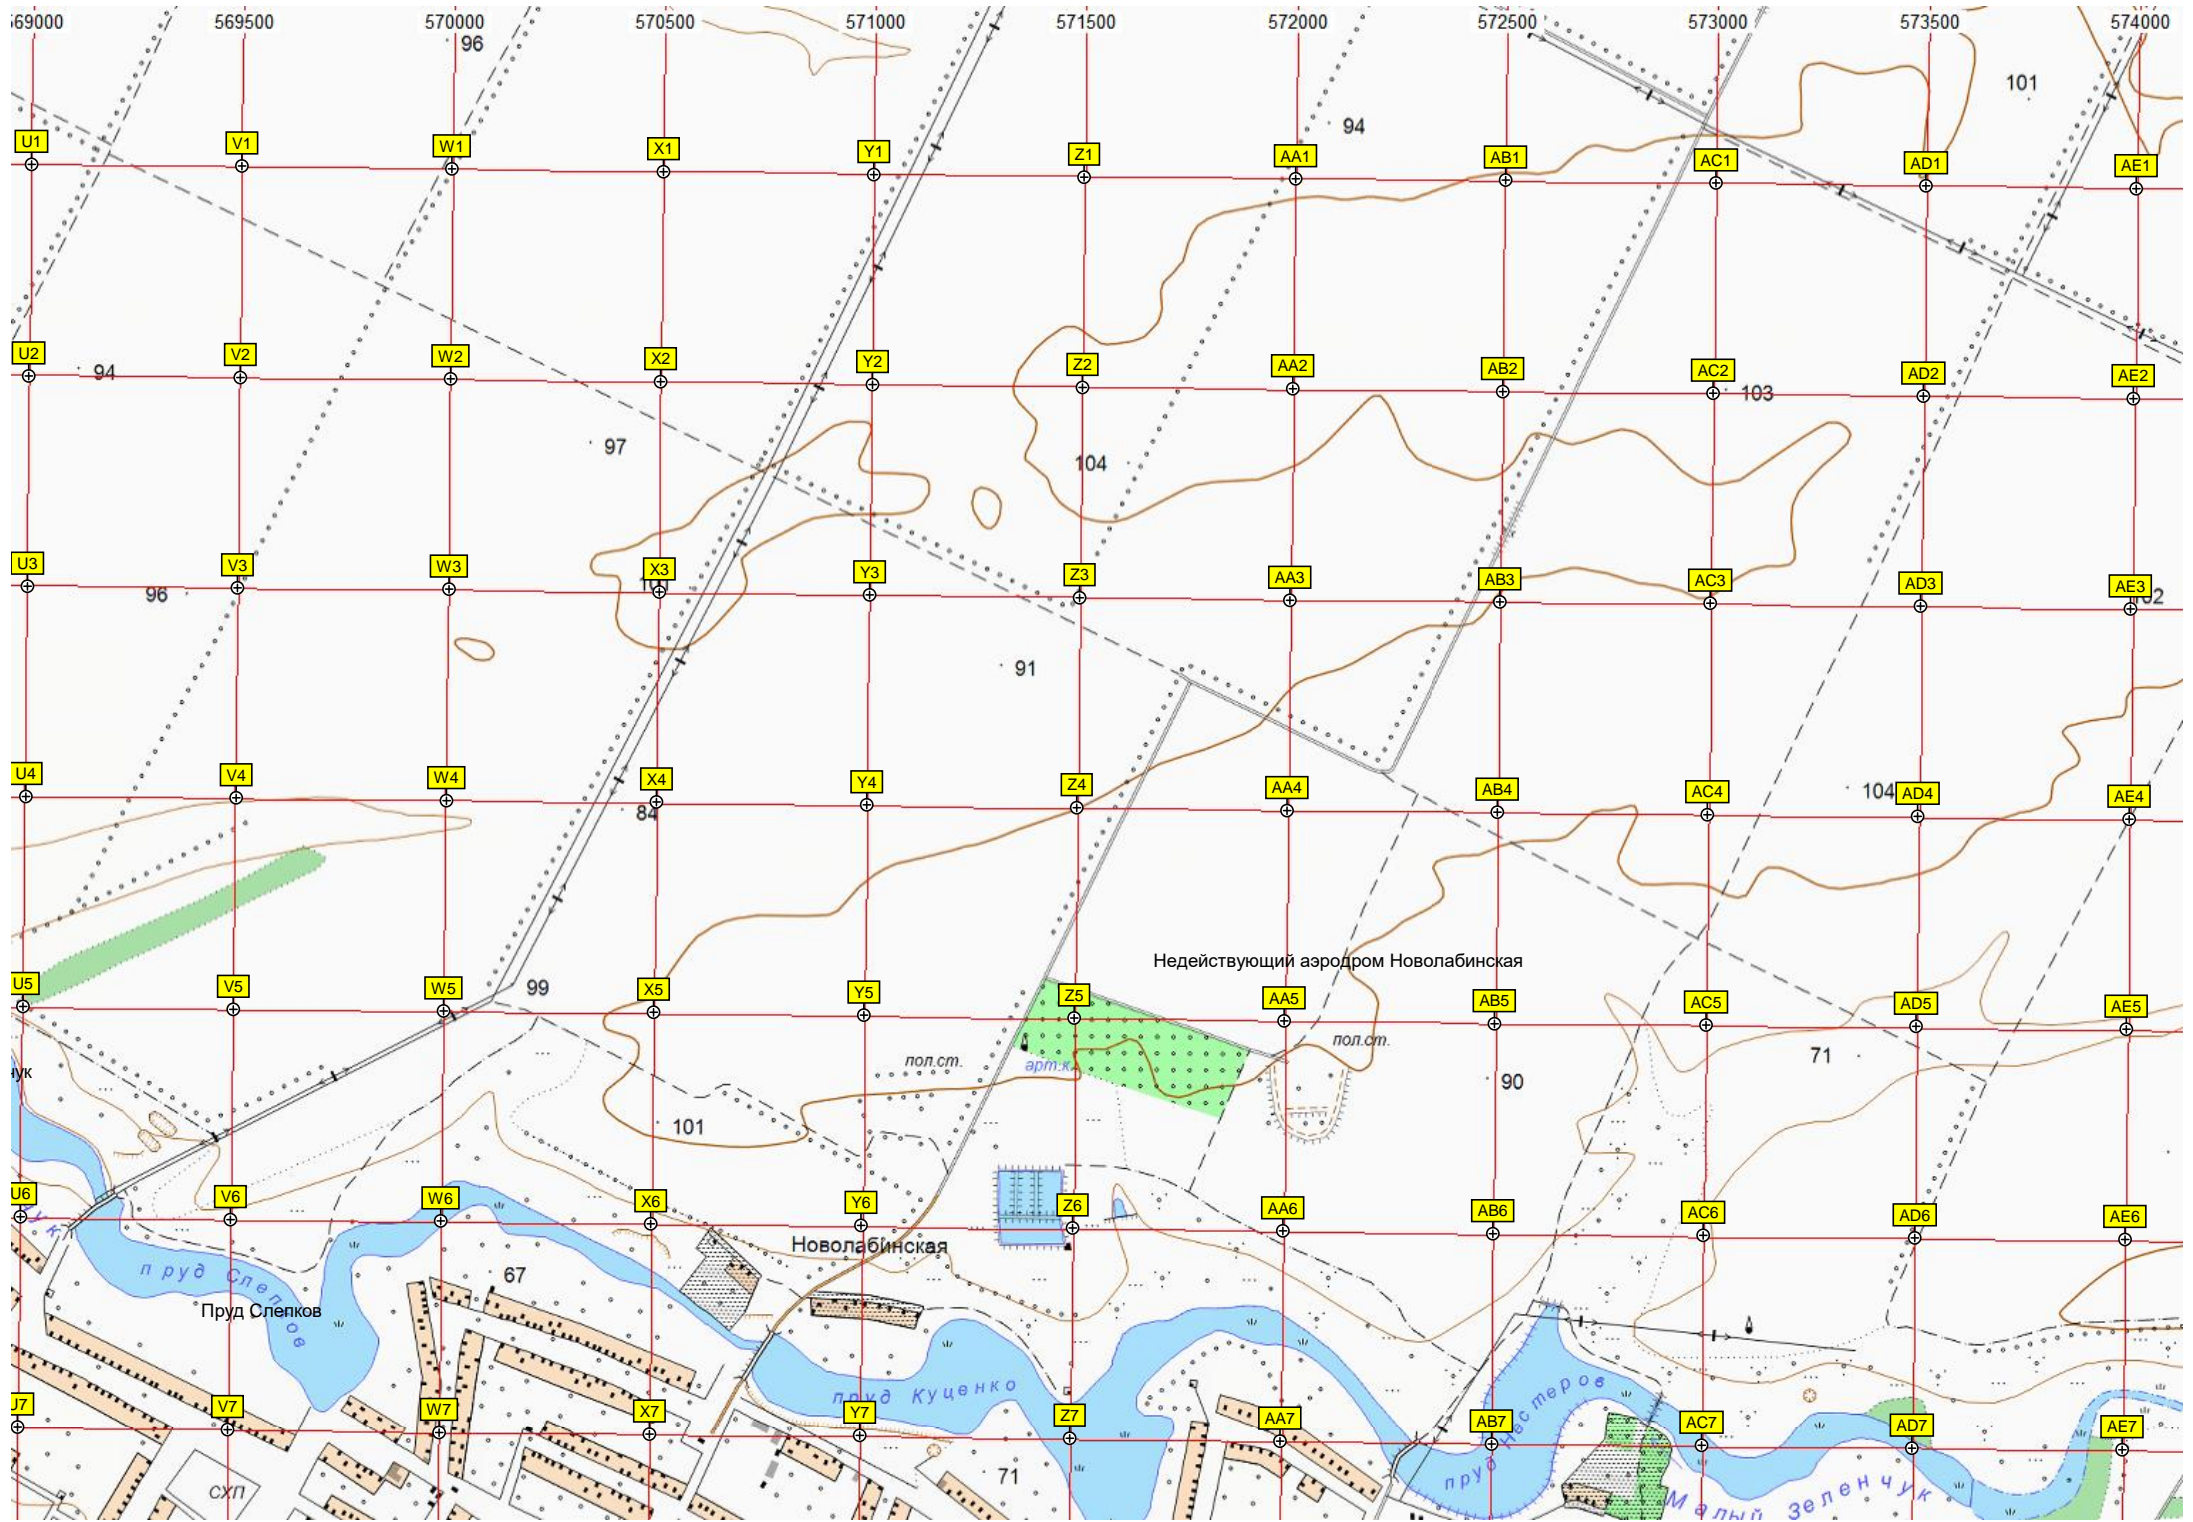 569000 569500 570000 570500 571000 571500 572000 572500 573000 573500 574000
96
101
94
U1 V1 W1 X1 Y1 Z1 AA1 AB1 AC1 AD1 AE1
U2 V2 W2 X2 Y2 Z2 AA2 AB2 AC2 AD2 AE2
94
103
97
104
U3 V3 W3 X3 Y3 Z3 AA3 AB3 AC3 AD3 AE3
96
102
91
U4 V4 W4 X4 Y4 Z4 AA4 AB4 AC4 AD4 AE4
104
84
Недействующий аэродром Новолабинская
99
U5 V5 W5 X5 Y5 Z5 AA5 AB5 AC5 AD5 AE5
пол.ст.
пол.ст.
арт.к.
71
90
101
U6 V6 W6 X6 Y6 Z6 AA6 AB6 AC6 AD6 AE6
Новолабинская
пруд Слепков
67
Пруд Слепков
пруд Куценко
пруд Нестеров
U7 V7 W7 X7 Y7 Z7 AA7 AB7 AC7 AD7 AE7
71
схп
Малый Зеленчук